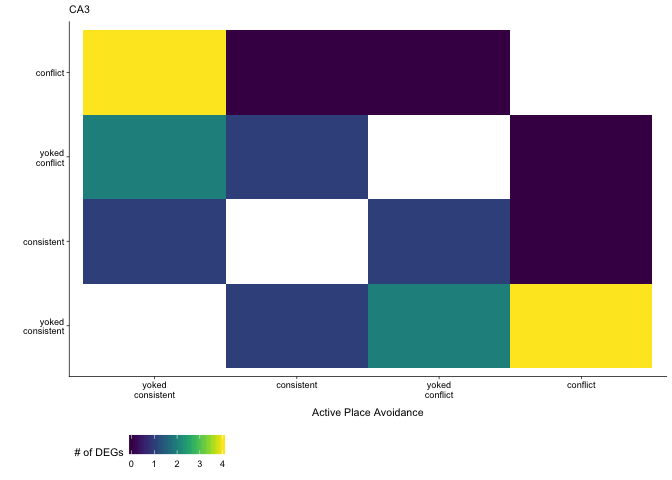 CA3
conflict
yoked
conflict
consistent
yoked
consistent
yoked
consistent
consistent
yoked
conflict
conflict
Active Place Avoidance
# of DEGs
0 1 2 3 4